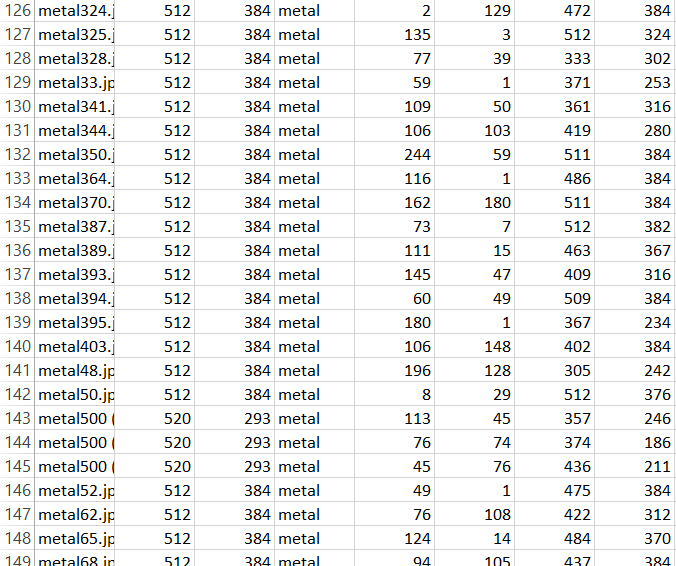 126 metal324.j 512 384 metal 2 129 472 384
127 metal325.j 512 384 metal 135 3 512 324
128 metal328.j 512 384 metal 77 39 333 302
129 metal33.jp 512 384 metal 59 1 371 253
130 metal341.j 512 384 metal 109 50 361 316
131 metal344.j 512 384 metal 106 103 419 280
132 metal350.j 512 384 metal 244 59 511 384
133 metal364.j 512 384 metal 116 1 486 384
134 metal370.j 512 384 metal 162 180 511 384
135 metal387.j 512 384 metal 73 7 512 382
136 metal389.j 512 384 metal 111 15 463 367
137 metal393.j 512 384 metal 145 47 409 316
138 metal394.j 512 384 metal 60 49 509 384
139 metal395.j 512 384 metal 180 1 367 234
140 metal403.j 512 384 metal 106 148 402 384
141 metal48.jp 512 384 metal 196 128 305 242
142 metal50.jp 512 384 metal 8 29 512 376
143 metal500 ( 520 293 metal 113 45 357 246
144 metal500 ( 520 293 metal 76 74 374 186
145 metal500 ( 520 293 metal 45 76 436 211
146 metal52.jp 512 384 metal 49 1 475 384
147 metal62.jp 512 384 metal 76 108 422 312
148 metal65.jp 512 384 metal 124 14 484 370
149 metal68.jp 512 384 metal 94 105 437 384